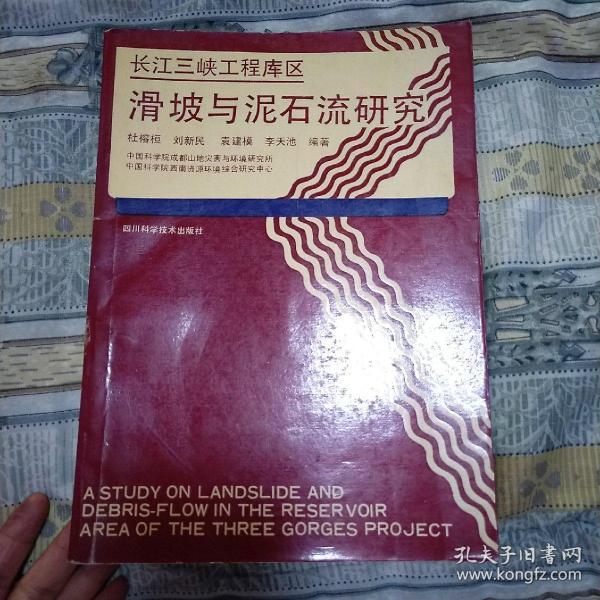 长江三峡工程库区
滑坡与泥石流研究
杜榕桓 刘新民 袁建模 李天池 编著
中国科学院成都山地灾害与环境研究所
中国科学院西南资源环境综合研究中心
四川科学技术出版社
A STUDY ON LANDSLIDE AND
DEBRIS-FLOW IN THE RESERVOIR
AREA OF THE THREE GORGES PROJECT
孔夫子旧书网
www.kongfz.com